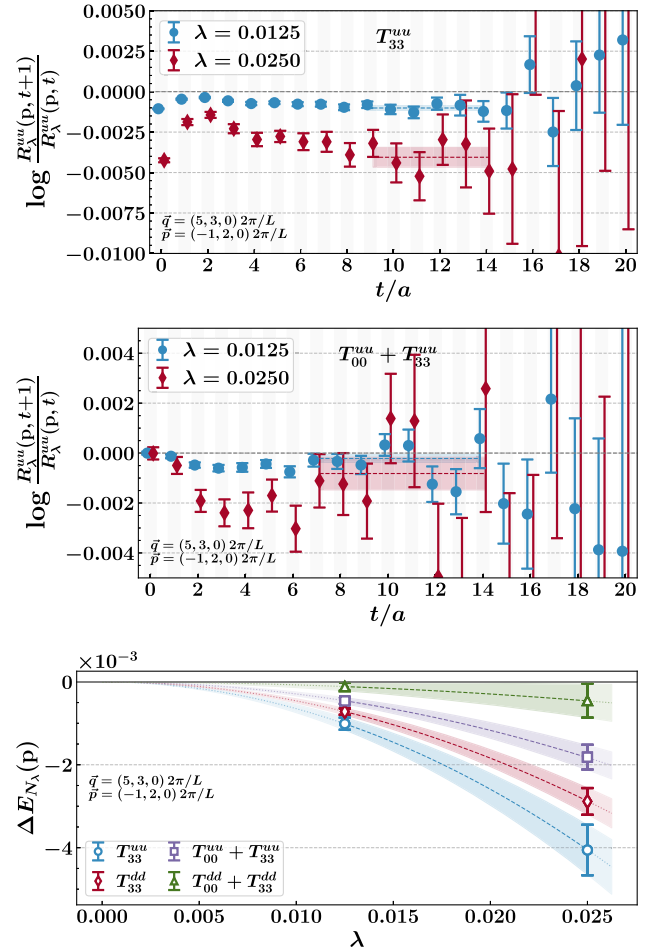 0.0050
0.0025
0.0000
−0.0025
−0.0050
−0.0075
−0.0100
log R_λ^{uu}(p, t+1) / R_λ^{uu}(p, t)
λ = 0.0125
λ = 0.0250
T_{33}^{uu}
q⃗ = (5, 3, 0) 2π/L
p⃗ = (−1, 2, 0) 2π/L
0 2 4 6 8 10 12 14 16 18 20
t/a
0.004
0.002
0.000
−0.002
−0.004
log R_λ^{uu}(p, t+1) / R_λ^{uu}(p, t)
λ = 0.0125
λ = 0.0250
T_{00}^{uu} + T_{33}^{uu}
q⃗ = (5, 3, 0) 2π/L
p⃗ = (−1, 2, 0) 2π/L
0 2 4 6 8 10 12 14 16 18 20
t/a
×10^{−3}
0
−2
−4
ΔE_{N_λ}(p)
q⃗ = (5, 3, 0) 2π/L
p⃗ = (−1, 2, 0) 2π/L
T_{33}^{uu} T_{00}^{uu} + T_{33}^{uu}
T_{33}^{dd} T_{00}^{dd} + T_{33}^{dd}
0.000 0.005 0.010 0.015 0.020 0.025
λ